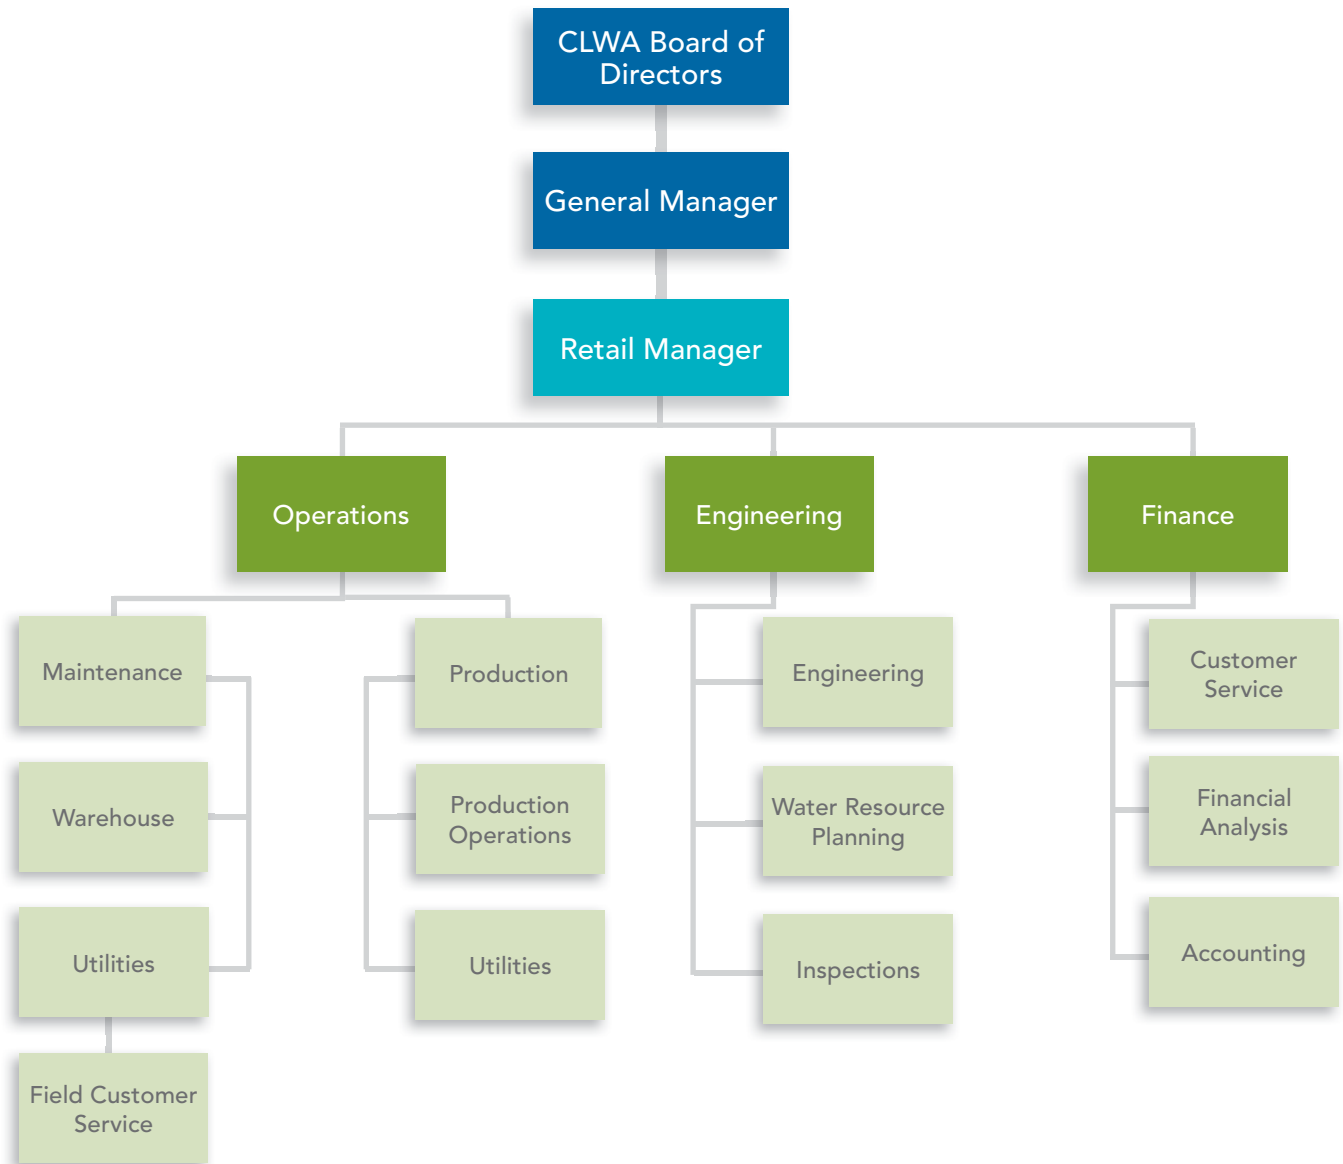 CLWA Board of
Directors
General Manager
Retail Manager
Operations
Engineering
Finance
Maintenance
Warehouse
Utilities
Field Customer
Service
Production
Production
Operations
Utilities
Engineering
Water Resource
Planning
Inspections
Customer
Service
Financial
Analysis
Accounting